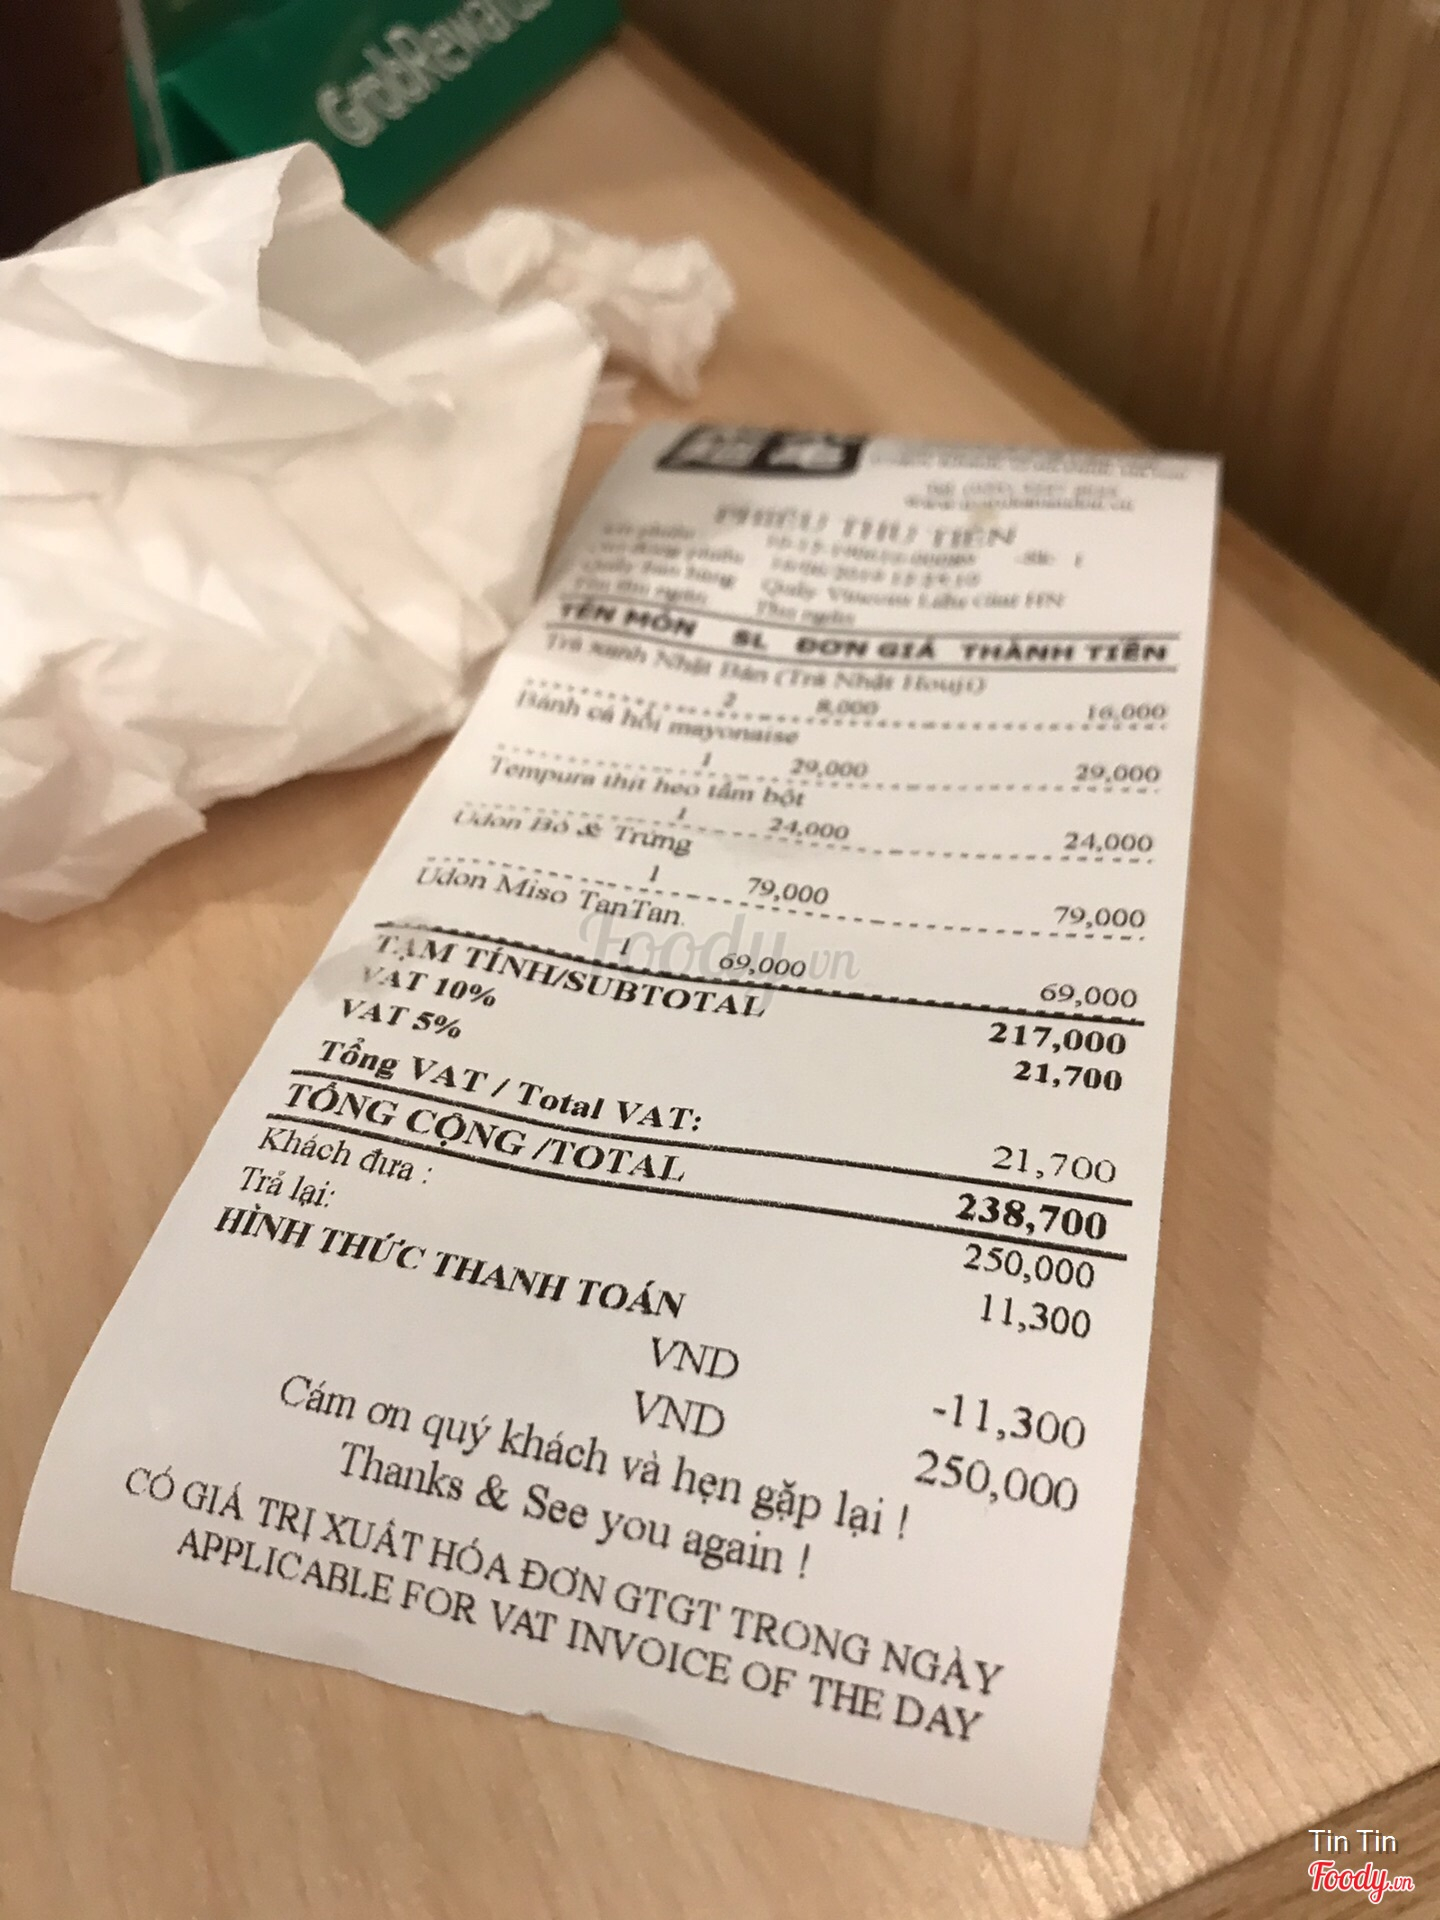 GrabRewards
PHIẾU THU TIỀN
Quầy Vincom
Thu ngân
TÊN MÓN SL ĐƠN GIÁ THÀNH TIỀN
Trà xanh Nhật Bản (Trà Nhật Houji)
2 8,000 16,000
Bánh cá hồi mayonaise
1 29,000 29,000
Tempura thịt heo tẩm bột
1 24,000 24,000
Udon Bò & Trứng
1 79,000 79,000
Udon Miso TanTan.
1 69,000 69,000
TẠM TÍNH/SUBTOTAL 217,000
VAT 10% 21,700
VAT 5%
Tổng VAT / Total VAT: 21,700
TỔNG CỘNG /TOTAL 238,700
Khách đưa : 250,000
Trả lại: 11,300
HÌNH THỨC THANH TOÁN
VND -11,300
VND 250,000
Cám ơn quý khách và hẹn gặp lại !
Thanks & See you again !
CÓ GIÁ TRỊ XUẤT HÓA ĐƠN GTGT TRONG NGÀY
APPLICABLE FOR VAT INVOICE OF THE DAY
Foody.vn
Tin Tin
Foody.vn